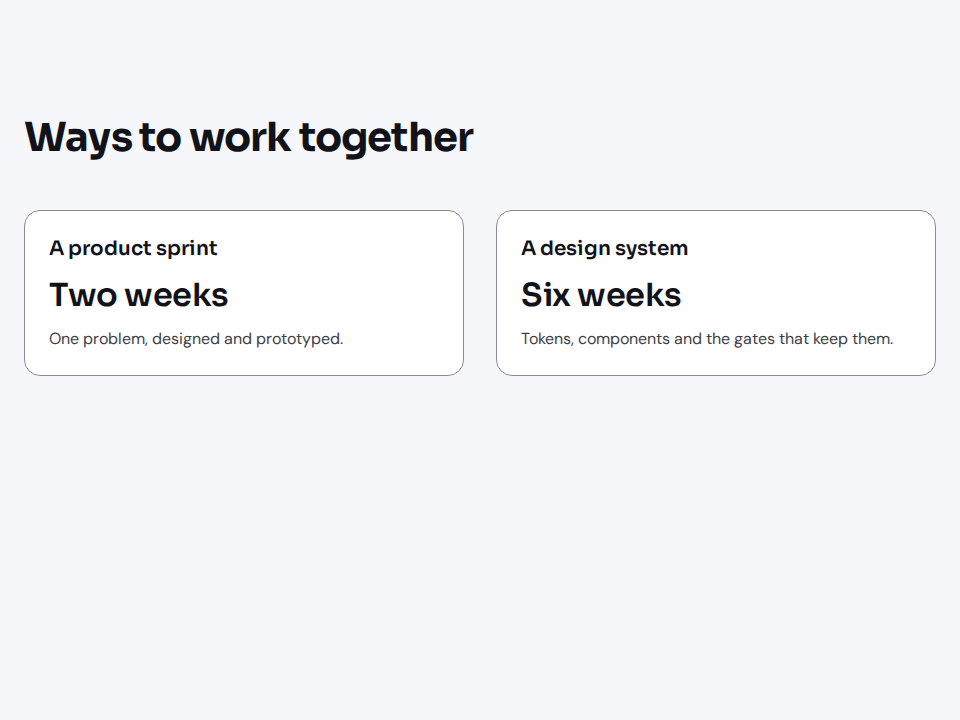 Ways to work together
A product sprint
Two weeks
One problem, designed and prototyped.
A design system
Six weeks
Tokens, components and the gates that keep them.